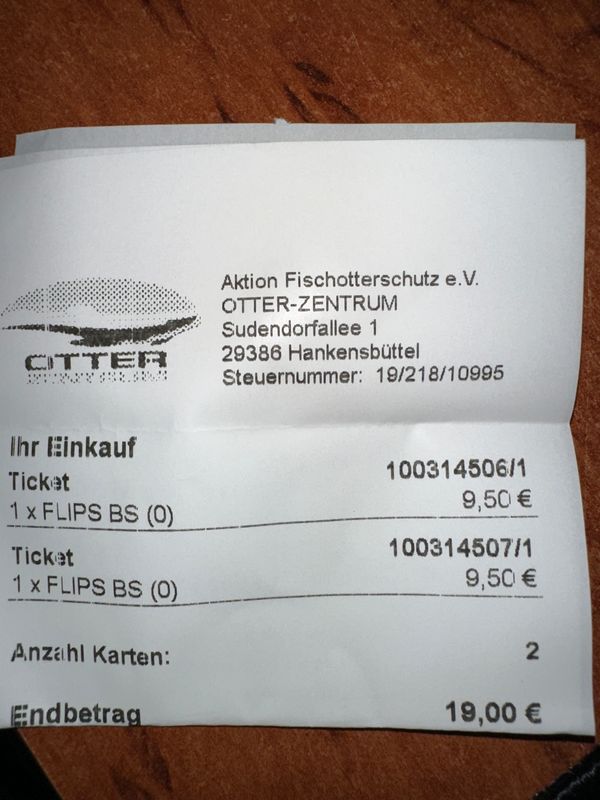 Aktion Fischotterschutz e.V.
OTTER-ZENTRUM
Sudendorfallee 1
29386 Hankensbüttel
Steuernummer: 19/218/10995
OTTER
Ihr Einkauf
Ticket 100314506/1
1 x FLIPS BS (0) 9,50 €
Ticket 100314507/1
1 x FLIPS BS (0) 9,50 €
Anzahl Karten: 2
Endbetrag 19,00 €